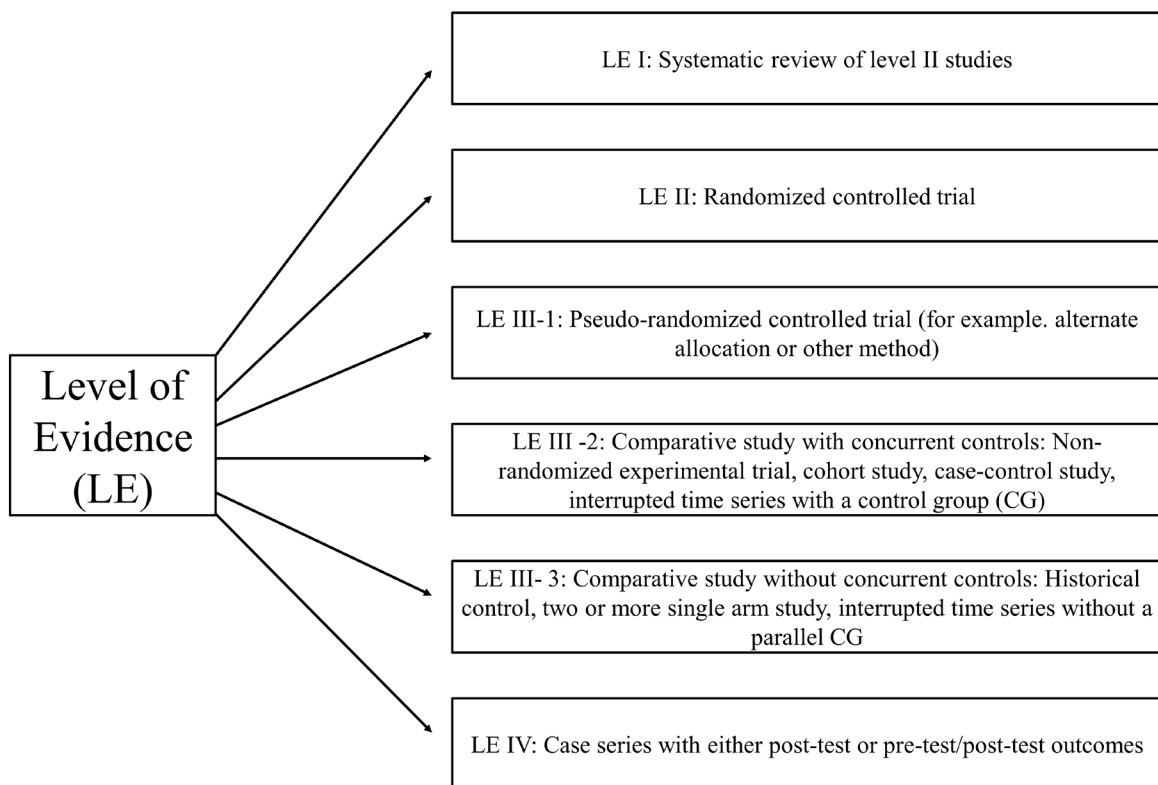 Level of
Evidence
(LE)
LE I: Systematic review of level II studies
LE II: Randomized controlled trial
LE III-1: Pseudo-randomized controlled trial (for example. alternate
allocation or other method)
LE III -2: Comparative study with concurrent controls: Non-
randomized experimental trial, cohort study, case-control study,
interrupted time series with a control group (CG)
LE III- 3: Comparative study without concurrent controls: Historical
control, two or more single arm study, interrupted time series without a
parallel CG
LE IV: Case series with either post-test or pre-test/post-test outcomes